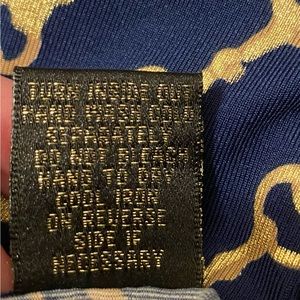 TURN INSIDE OUT
HAND WASH COLD
SEPARATELY
DO NOT BLEACH
HANG TO DRY
COOL IRON
ON REVERSE
SIDE IF
NECESSARY